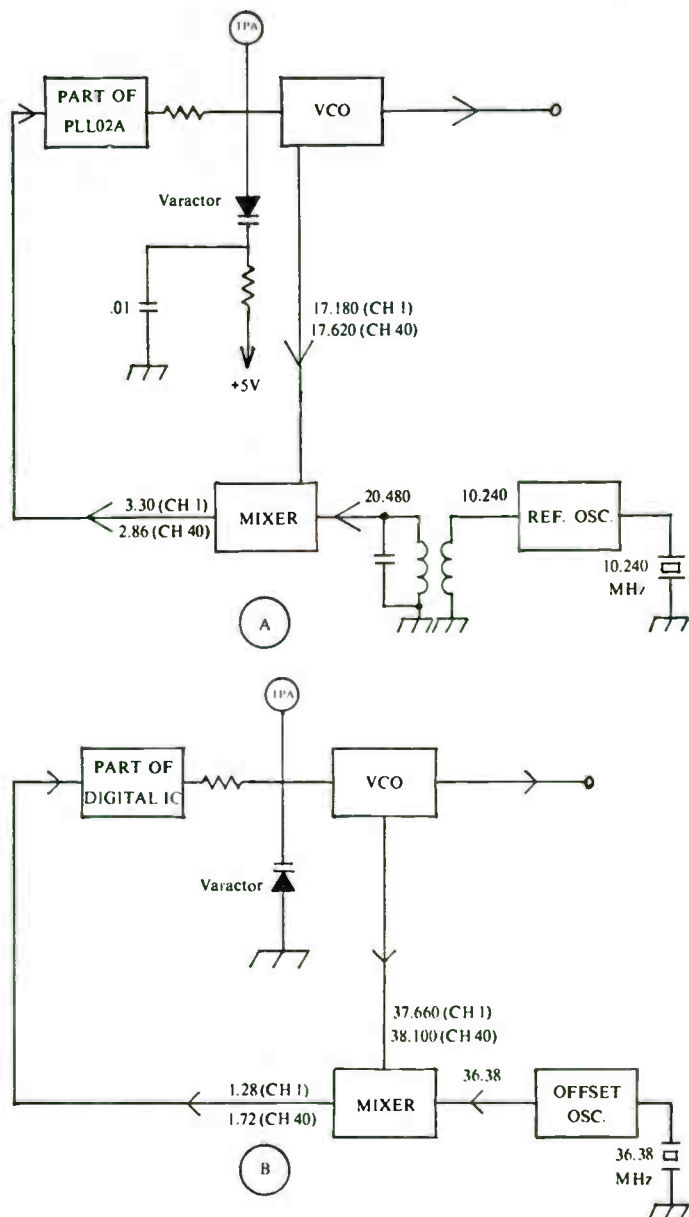 TPA
PART OF
PLL02A
VCO
Varactor
.01
17.180 (CH 1)
17.620 (CH 40)
+5V
3.30 (CH 1)
2.86 (CH 40)
MIXER
20.480
10.240
REF. OSC.
10.240
MHz
A
TPA
PART OF
DIGITAL IC
VCO
Varactor
37.660 (CH 1)
38.100 (CH 40)
1.28 (CH 1)
1.72 (CH 40)
MIXER
36.38
OFFSET
OSC.
36.38
MHz
B